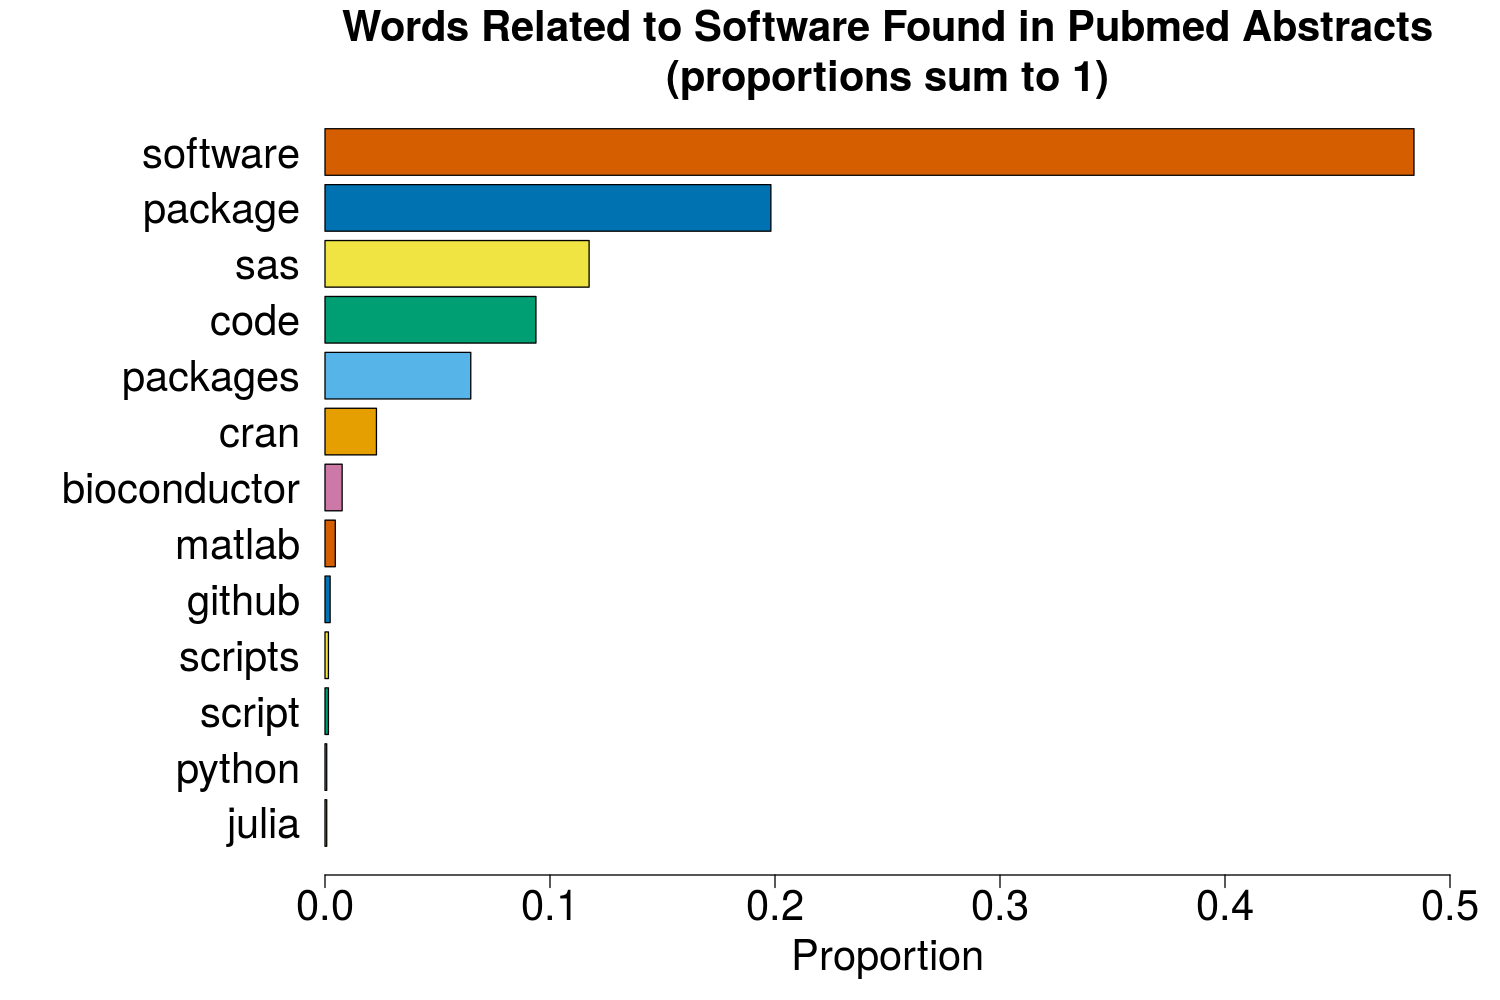 Words Related to Software Found in Pubmed Abstracts
(proportions sum to 1)
software
package
sas
code
packages
cran
bioconductor
matlab
github
scripts
script
python
julia
0.0 0.1 0.2 0.3 0.4 0.5
Proportion